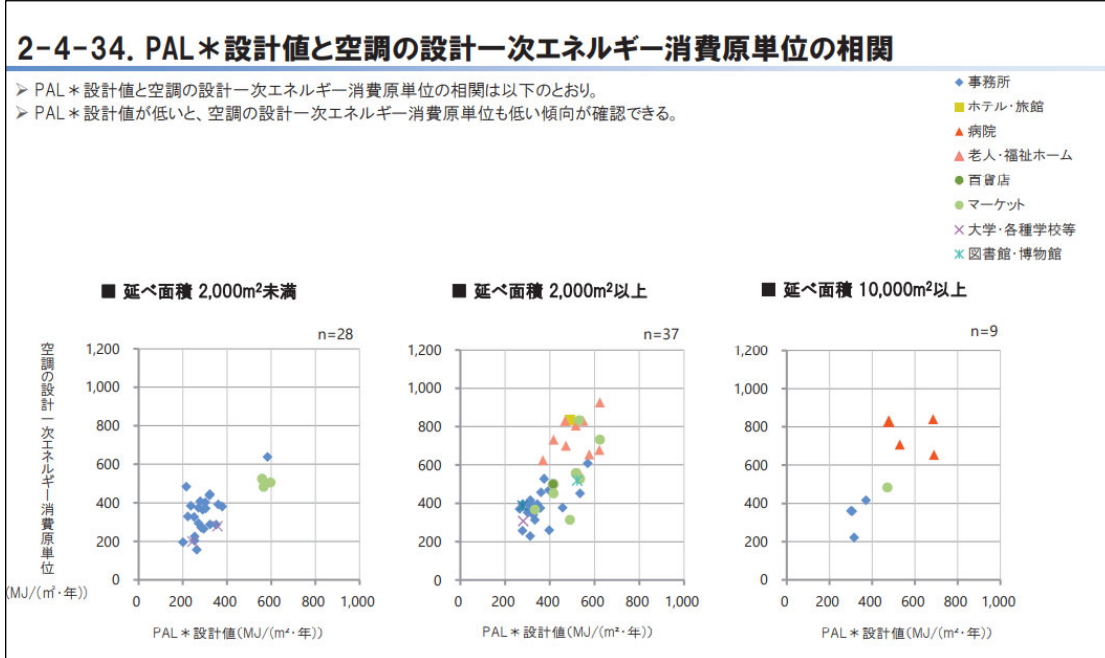 2-4-34. PAL*設計値と空調の設計一次エネルギー消費原単位の相関
➢ PAL*設計値と空調の設計一次エネルギー消費原単位の相関は以下のとおり。
➢ PAL*設計値が低いと、空調の設計一次エネルギー消費原単位も低い傾向が確認できる。
事務所
ホテル・旅館
病院
老人・福祉ホーム
百貨店
マーケット
大学・各種学校等
図書館・博物館
■ 延べ面積 2,000m²未満
n=28
空調の設計一次エネルギー消費原単位
(MJ/(㎡・年))
1,200
1,000
800
600
400
200
0
0 200 400 600 800 1,000
PAL*設計値(MJ/(m²・年))
■ 延べ面積 2,000m²以上
n=37
1,200
1,000
800
600
400
200
0
0 200 400 600 800 1,000
PAL*設計値(MJ/(m²・年))
■ 延べ面積 10,000m²以上
n=9
1,200
1,000
800
600
400
200
0
0 200 400 600 800 1,000
PAL*設計値(MJ/(m²・年))